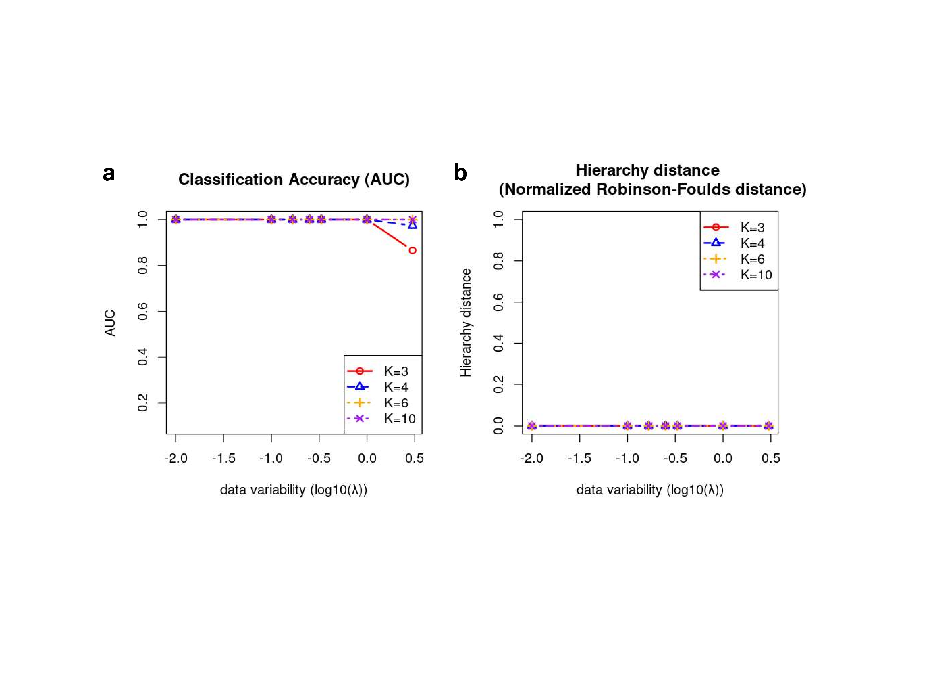 a
Classification Accuracy (AUC)
1.0
0.8
0.6
0.4
0.2
AUC
K=3
K=4
K=6
K=10
-2.0 -1.5 -1.0 -0.5 0.0 0.5
data variability (log10(λ))
b
Hierarchy distance
(Normalized Robinson-Foulds distance)
1.0
0.8
0.6
0.4
0.2
0.0
Hierarchy distance
K=3
K=4
K=6
K=10
-2.0 -1.5 -1.0 -0.5 0.0 0.5
data variability (log10(λ))